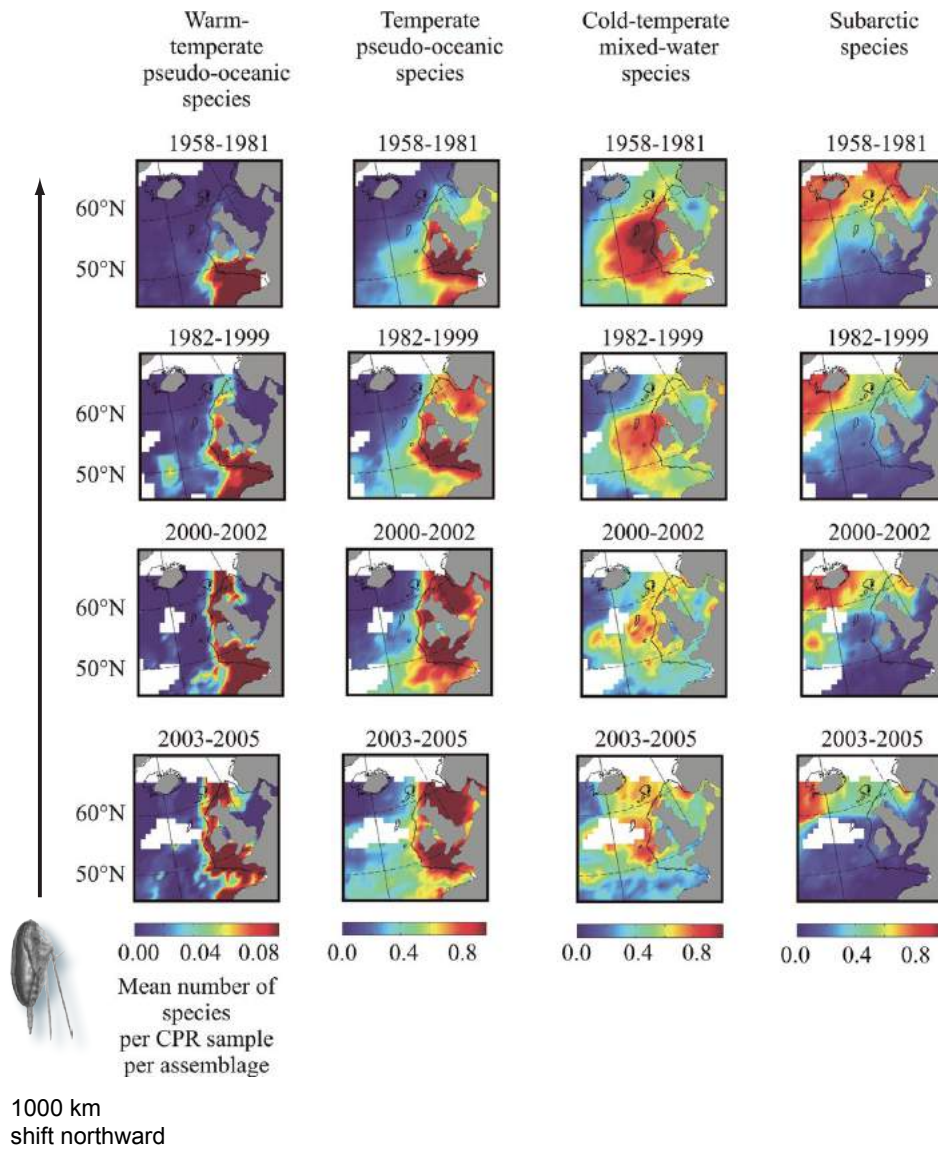 Warm-
temperate
pseudo-oceanic
species
Temperate
pseudo-oceanic
species
Cold-temperate
mixed-water
species
Subarctic
species
1958-1981
1958-1981
1958-1981
1958-1981
60°N
50°N
1982-1999
1982-1999
1982-1999
1982-1999
60°N
50°N
2000-2002
2000-2002
2000-2002
2000-2002
60°N
50°N
2003-2005
2003-2005
2003-2005
2003-2005
60°N
50°N
0.00 0.04 0.08
0.0 0.4 0.8
0.0 0.4 0.8
0.0 0.4 0.8
Mean number of
species
per CPR sample
per assemblage
1000 km
shift northward